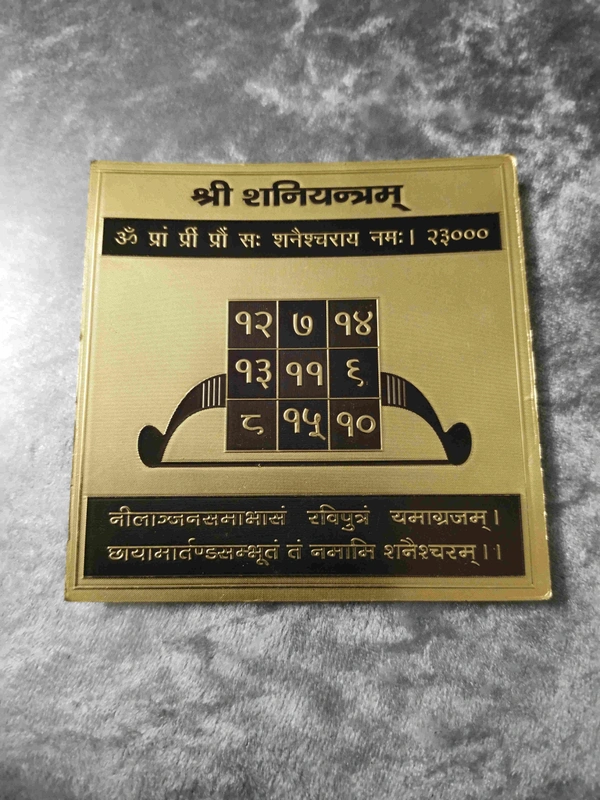 श्री शनियन्त्रम्
ॐ प्रां प्रीं प्रौं सः शनैश्चराय नमः। २३०००
१२ ७ १४
१३ ११ ६
८ १५ १०
नीलाञ्जनसमाभासं रविपुत्रं यमाग्रजम्।
छायामार्तण्डसम्भूतं तं नमामि शनैश्चरम्।।